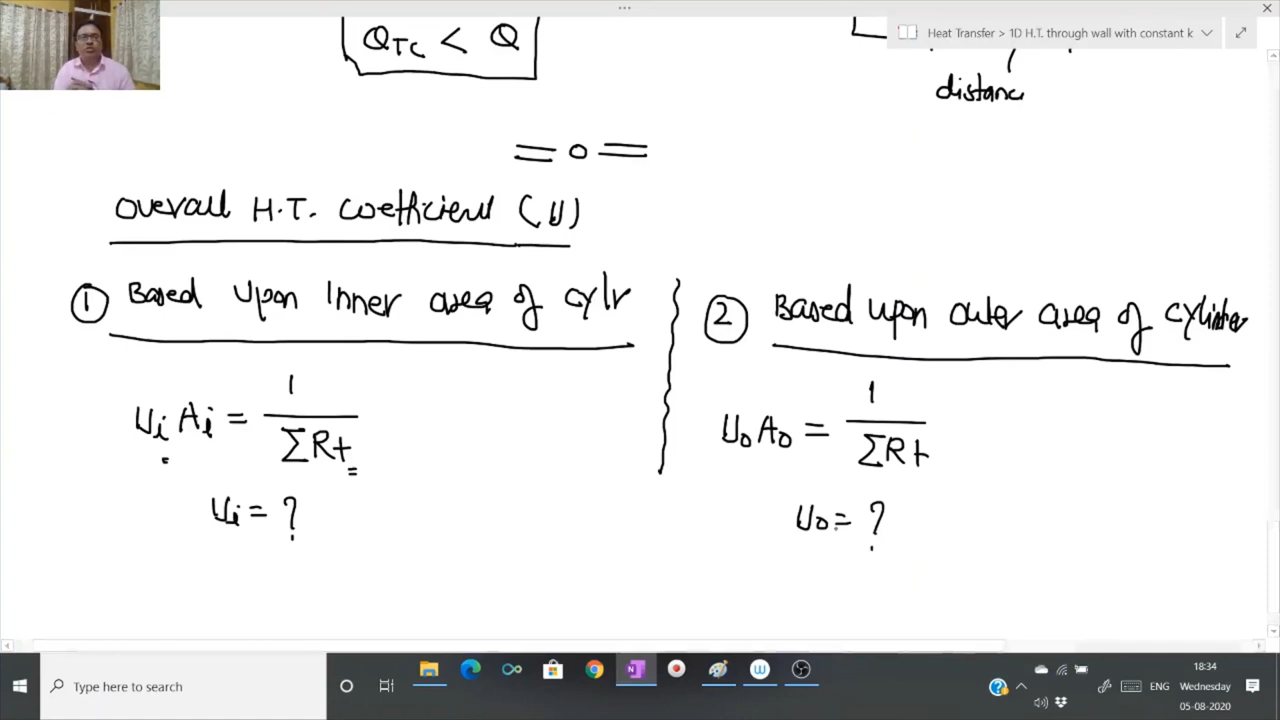 Heat Transfer > 1D H.T. through wall with constant k
Q_TC < Q
distanc
= o =
Overall H.T. coefficient (U)
① Based upon Inner area of cylr
② Based upon outer area of cylinder
U_i A_i = 1 / ΣRt
U_o A_o = 1 / ΣRt
U_i = ?
U_o = ?
Type here to search
ENG
18:34
Wednesday
05-08-2020